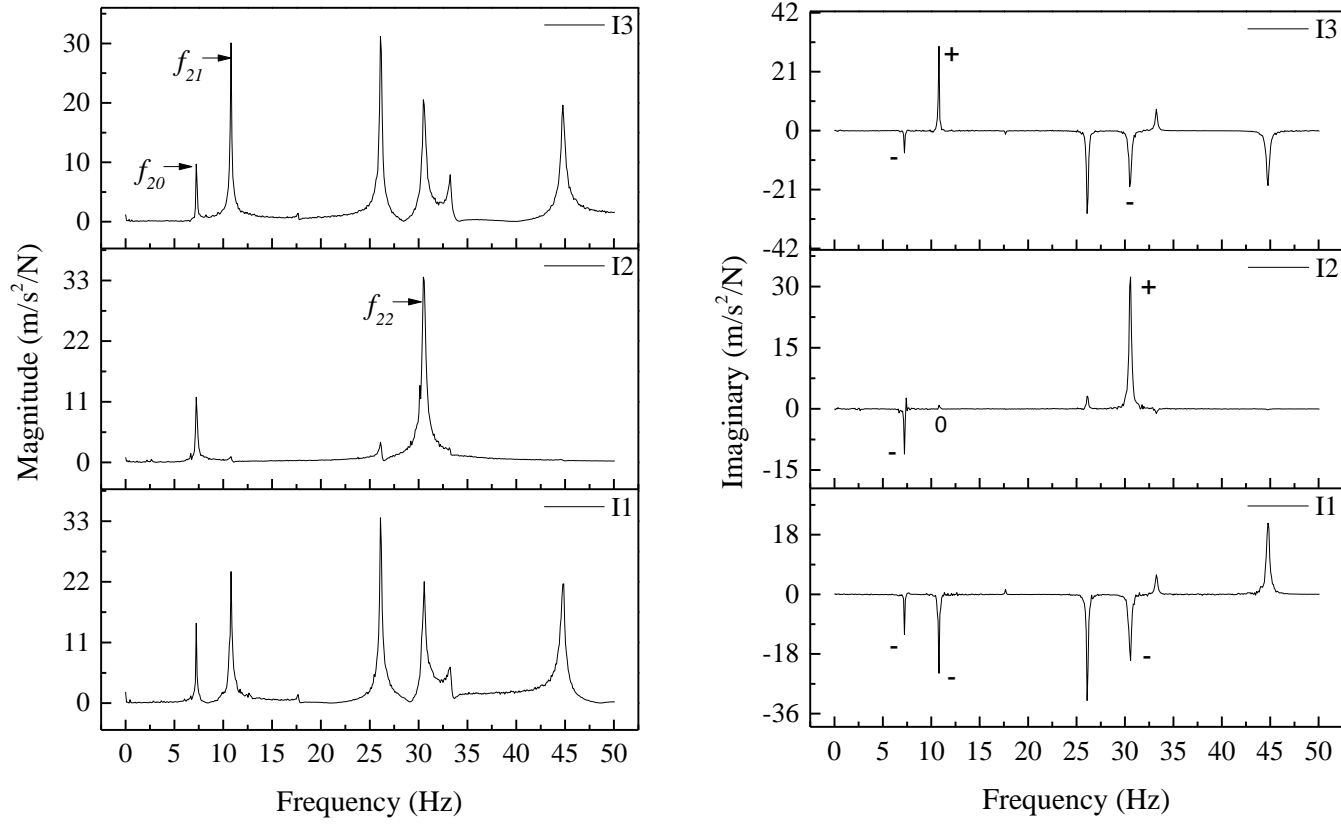 I3
30
20
10
0
f21
f20
I2
33
22
11
0
f22
I1
33
22
11
0
0 5 10 15 20 25 30 35 40 45 50
Frequency (Hz)
Magnitude (m/s²/N)
I3
42
21
0
-21
-42
+
-
-
I2
30
15
0
-15
+
0
-
I1
18
0
-18
-36
-
-
-
0 5 10 15 20 25 30 35 40 45 50
Frequency (Hz)
Imaginary (m/s²/N)